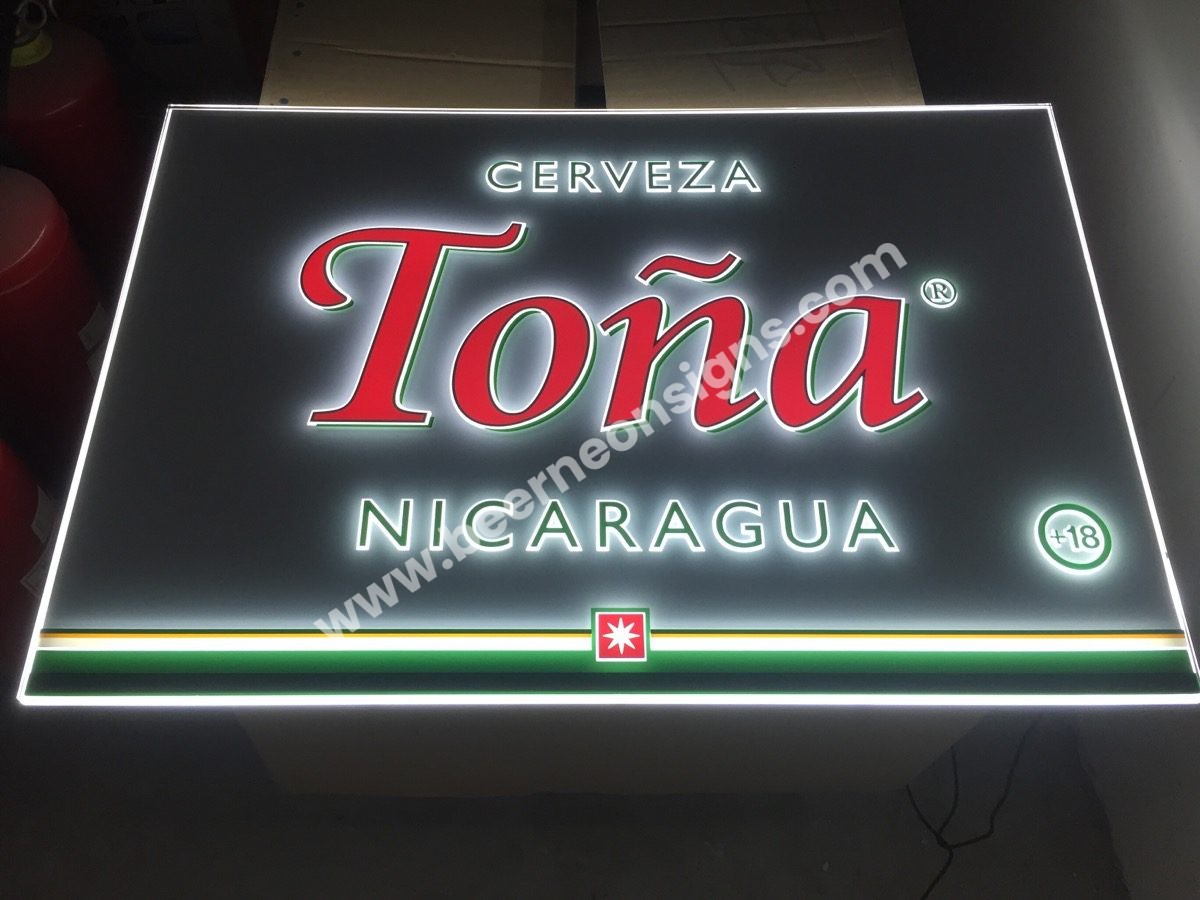 CERVEZA
Toña®
NICARAGUA
+18
www.beerneonsigns.com